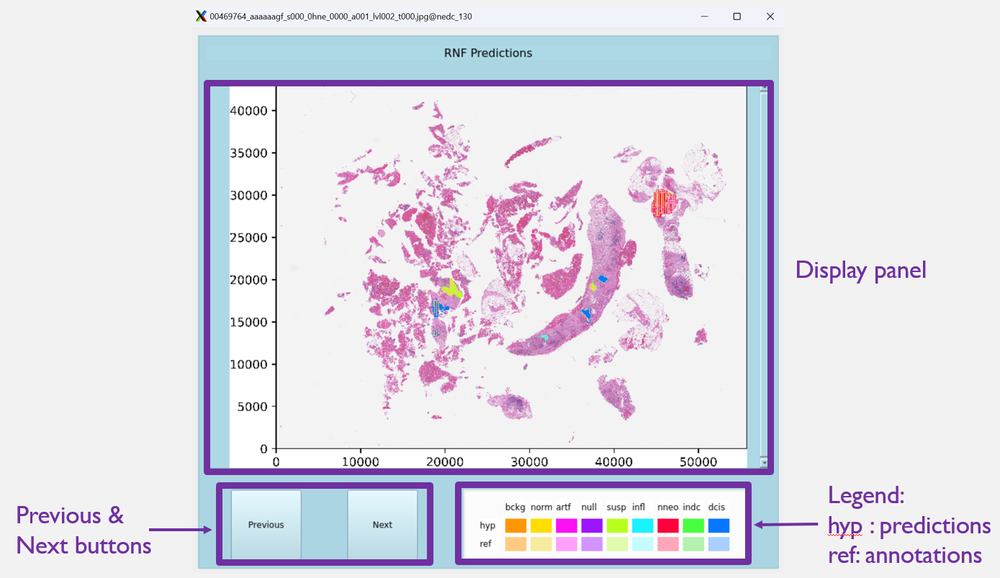 00469764_aaaaaagf_s000_0hne_0000_a001_lvl002_t000.jpg@nedc_130
RNF Predictions
40000
35000
30000
25000
20000
15000
10000
5000
0
0 10000 20000 30000 40000 50000
Display panel
Previous &
Next buttons
Previous Next
bckg norm artf null susp infl nneo indc dcis
hyp
ref
Legend:
hyp : predictions
ref: annotations